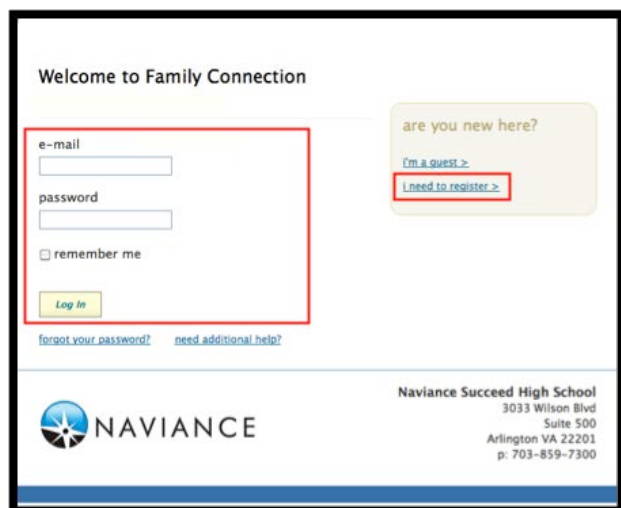 Welcome to Family Connection
e-mail
password
remember me
Log In
forgot your password? need additional help?
are you new here?
i'm a guest >
i need to register >
NAVIANCE
Naviance Succeed High School
3033 Wilson Blvd
Suite 500
Arlington VA 22201
p: 703-859-7300